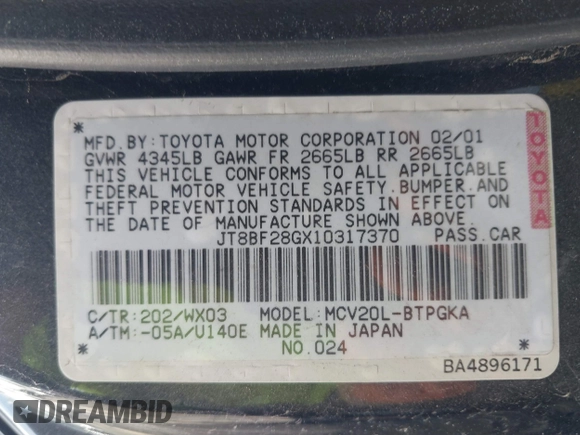 MFD.BY:TOYOTA MOTOR CORPORATION 02/01
GVWR 4345LB GAWR FR 2665LB RR 2665LB
THIS VEHICLE CONFORMS TO ALL APPLICABLE
FEDERAL MOTOR VEHICLE SAFETY,BUMPER,AND
THEFT PREVENTION STANDARDS IN EFFECT ON
THE DATE OF MANUFACTURE SHOWN ABOVE.
JT8BF28GX10317370 PASS.CAR
TOYOTA
C/TR:202/WX03 MODEL:MCV20L-BTPGKA
A/TM:-05A/U140E MADE IN JAPAN
NO.024
BA4896171
DREAMBID